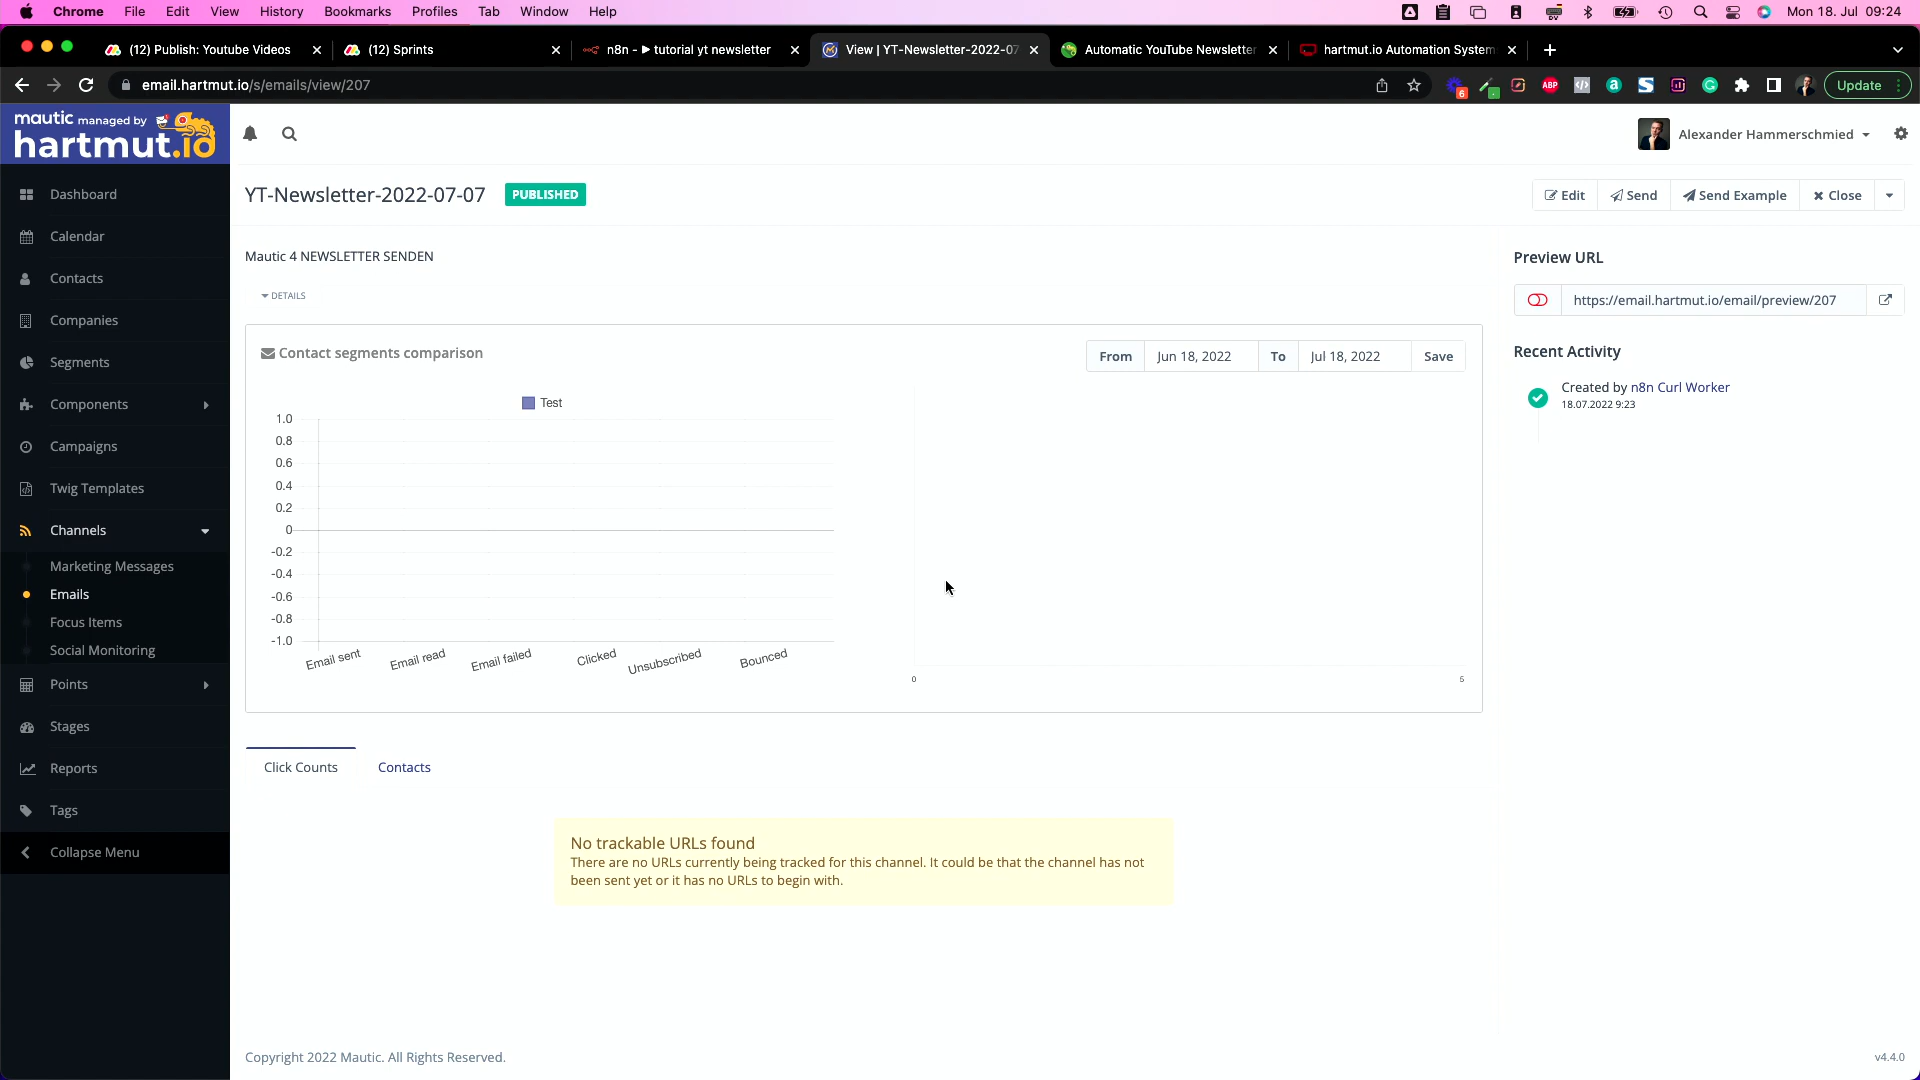 Chrome File Edit View History Bookmarks Profiles Tab Window Help Mon 18. Jul 09:24
(12) Publish: Youtube Videos (12) Sprints n8n - ▶ tutorial yt newsletter View | YT-Newsletter-2022-07 Automatic YouTube Newsletter hartmut.io Automation System
email.hartmut.io/s/emails/view/207 6 ABP Update
mautic managed by
hartmut.io
Alexander Hammerschmied
Dashboard
Calendar
Contacts
Companies
Segments
Components
Campaigns
Twig Templates
Channels
Marketing Messages
Emails
Focus Items
Social Monitoring
Points
Stages
Reports
Tags
Collapse Menu
YT-Newsletter-2022-07-07 PUBLISHED
Edit Send Send Example Close
Mautic 4 NEWSLETTER SENDEN
DETAILS
Contact segments comparison
From Jun 18, 2022 To Jul 18, 2022 Save
Test
1.0
0.8
0.6
0.4
0.2
0
-0.2
-0.4
-0.6
-0.8
-1.0
Email sent Email read Email failed Clicked Unsubscribed Bounced
0 5
Click Counts Contacts
No trackable URLs found
There are no URLs currently being tracked for this channel. It could be that the channel has not
been sent yet or it has no URLs to begin with.
Preview URL
https://email.hartmut.io/email/preview/207
Recent Activity
Created by n8n Curl Worker
18.07.2022 9:23
Copyright 2022 Mautic. All Rights Reserved.
v4.4.0